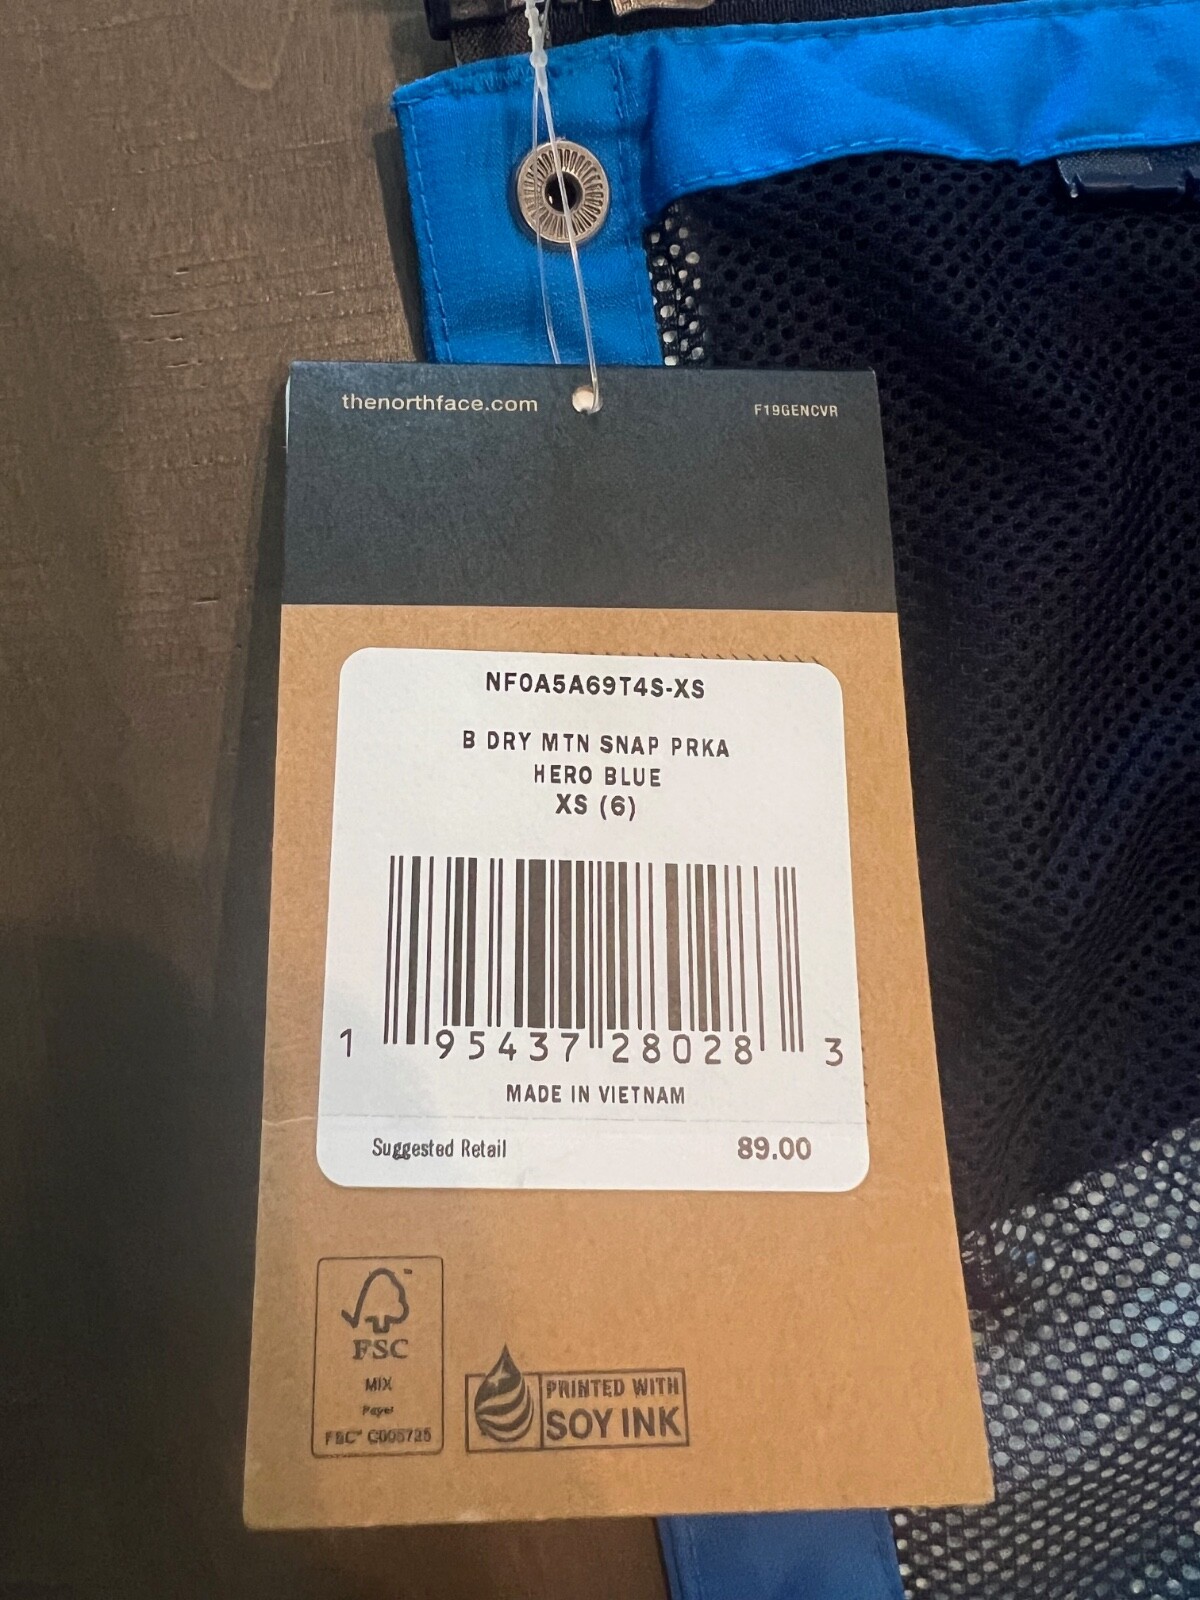 thenorthface.com
F19GENCVR
NF0A5A69T4S-XS
B DRY MTN SNAP PRKA
HERO BLUE
XS (6)
1 95437 28028 3
MADE IN VIETNAM
Suggested Retail 89.00
FSC
MIX
Paper
FSC® C005725
PRINTED WITH
SOY INK